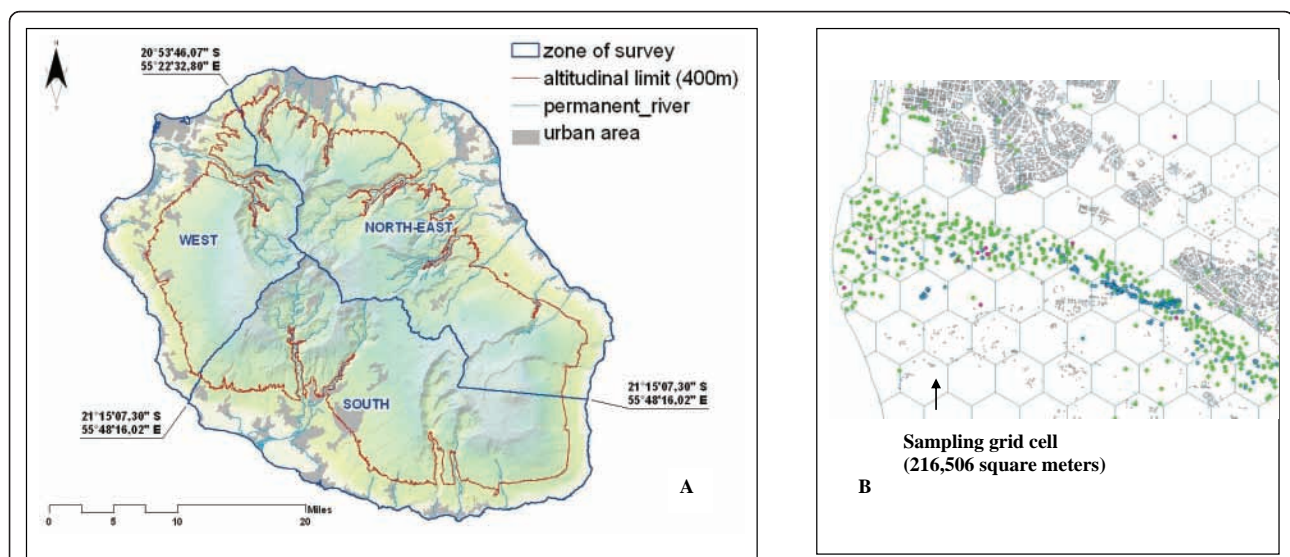 20°53'46,07" S
55°22'32,80" E
zone of survey
altitudinal limit (400m)
permanent_river
urban area
WEST
NORTH-EAST
SOUTH
21°15'07,30" S
55°48'16,02" E
21°15'07,30" S
55°48'16,02" E
A
Miles
0 5 10 20
Sampling grid cell
(216,506 square meters)
B